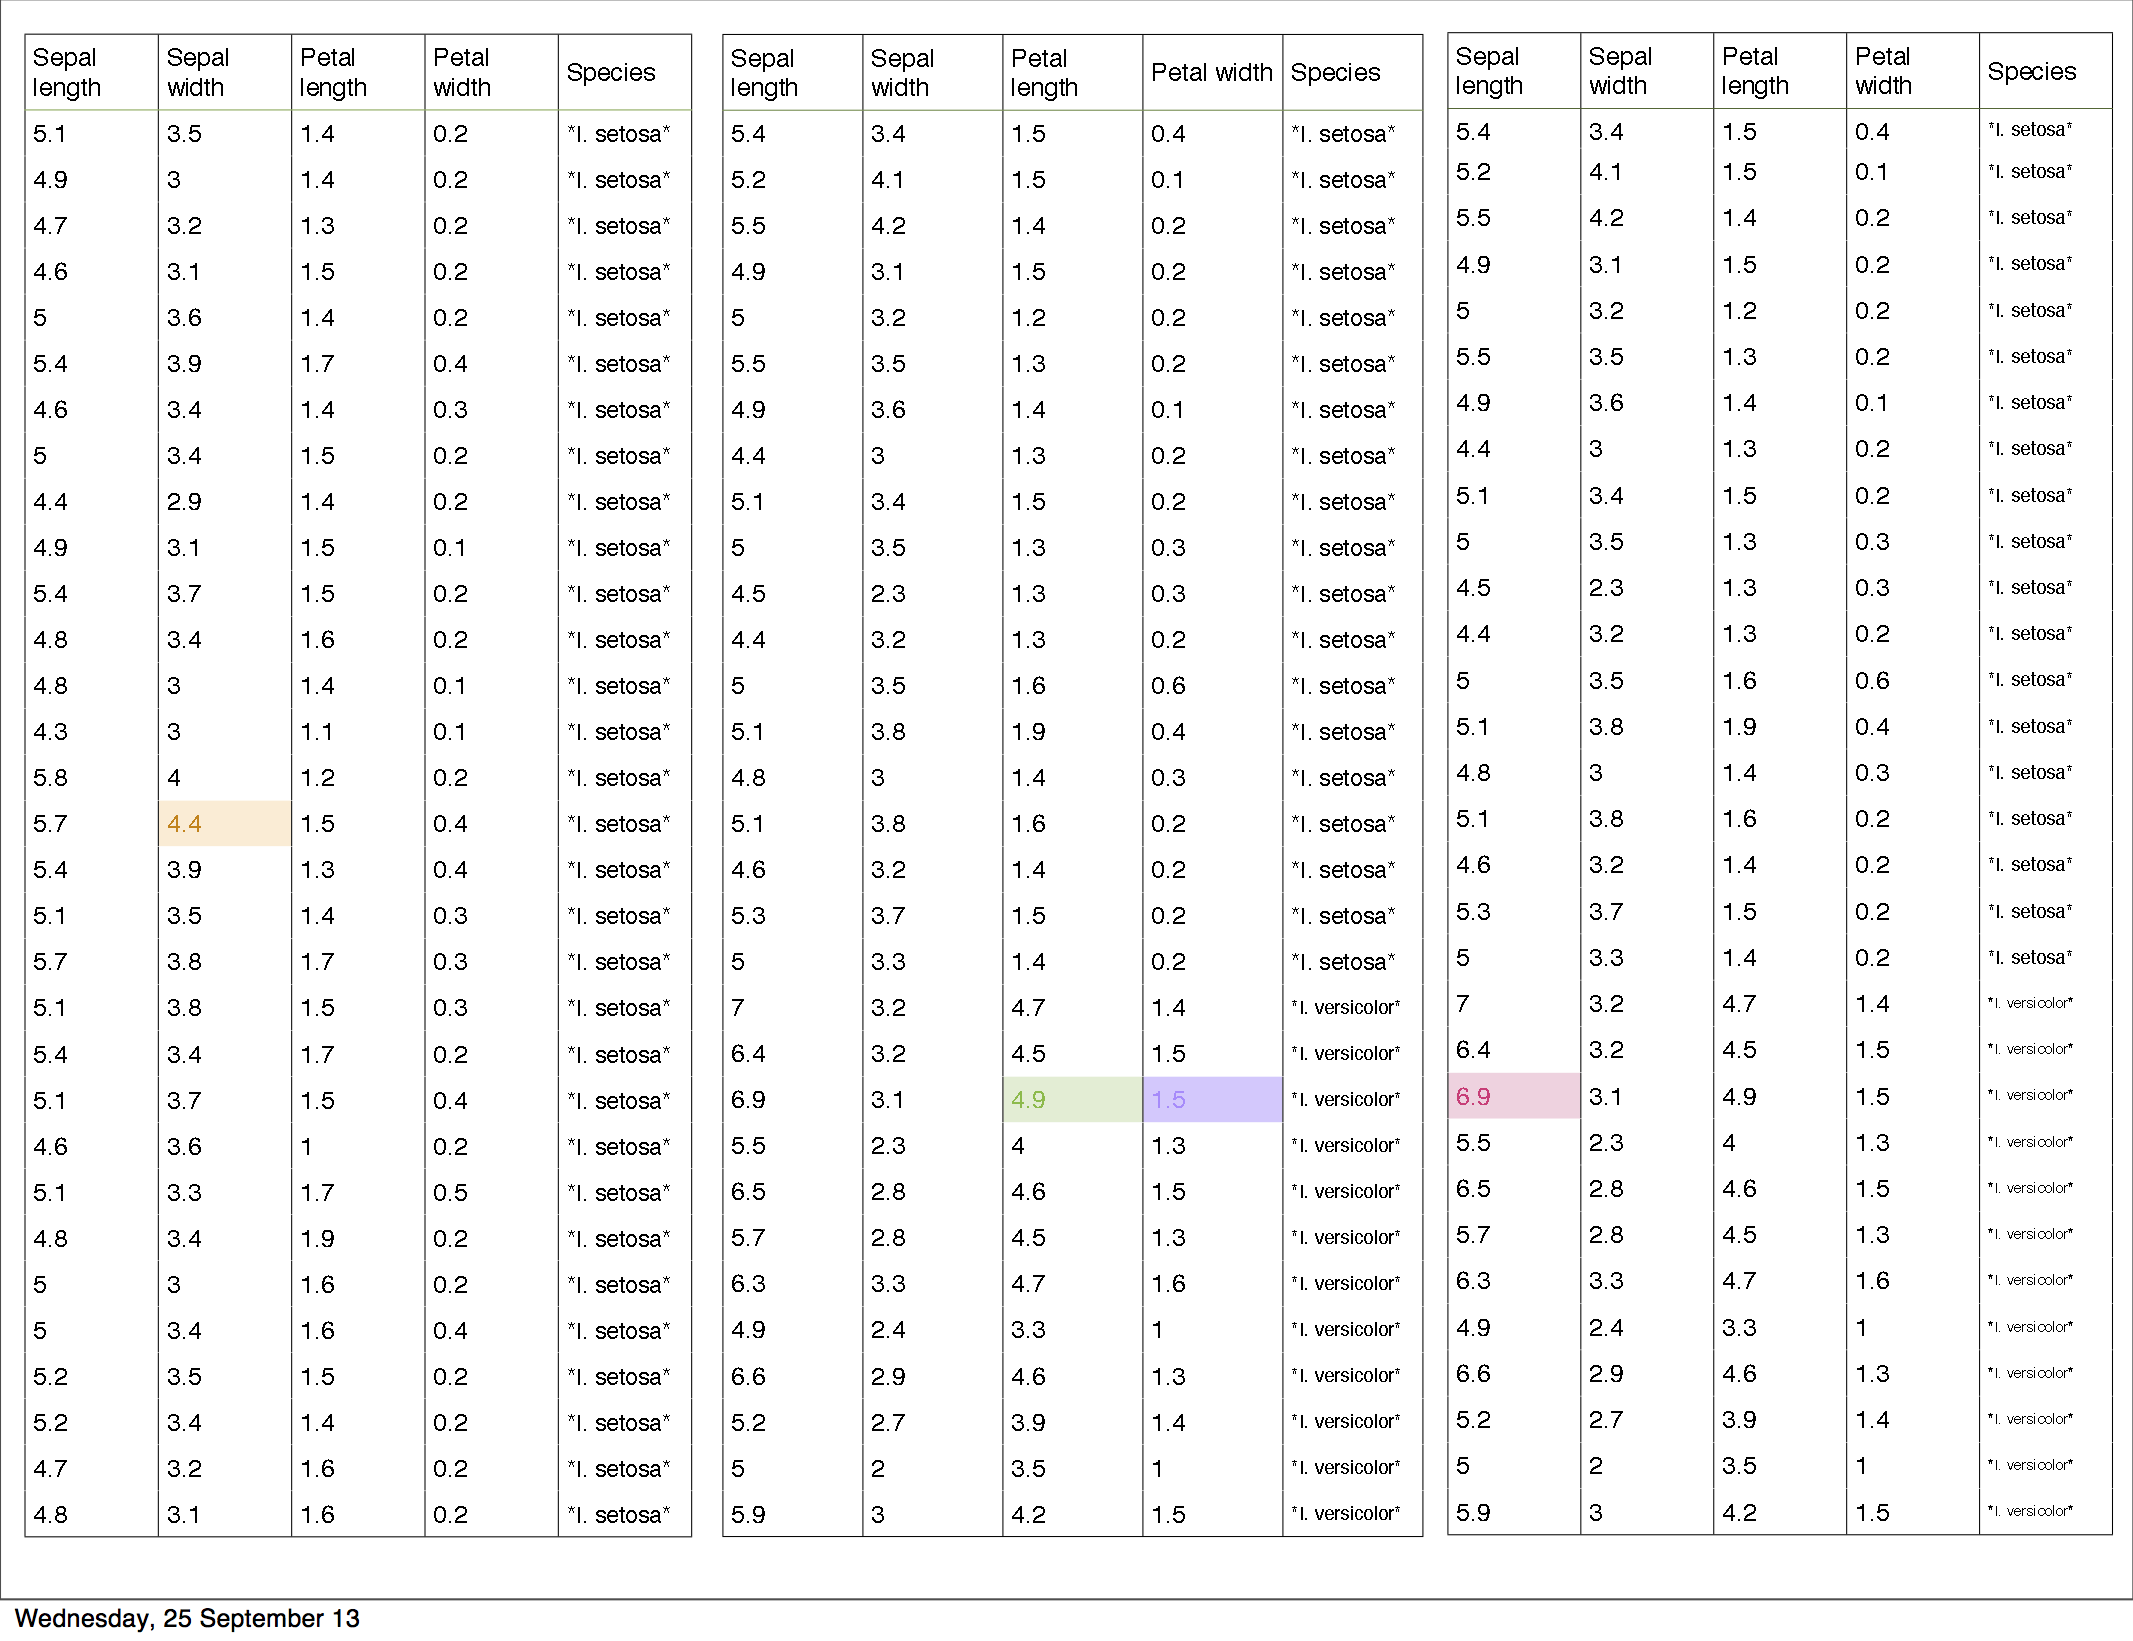 Sepal length Sepal width Petal length Petal width Species
5.1 3.5 1.4 0.2 *I. setosa*
4.9 3 1.4 0.2 *I. setosa*
4.7 3.2 1.3 0.2 *I. setosa*
4.6 3.1 1.5 0.2 *I. setosa*
5 3.6 1.4 0.2 *I. setosa*
5.4 3.9 1.7 0.4 *I. setosa*
4.6 3.4 1.4 0.3 *I. setosa*
5 3.4 1.5 0.2 *I. setosa*
4.4 2.9 1.4 0.2 *I. setosa*
4.9 3.1 1.5 0.1 *I. setosa*
5.4 3.7 1.5 0.2 *I. setosa*
4.8 3.4 1.6 0.2 *I. setosa*
4.8 3 1.4 0.1 *I. setosa*
4.3 3 1.1 0.1 *I. setosa*
5.8 4 1.2 0.2 *I. setosa*
5.7 4.4 1.5 0.4 *I. setosa*
5.4 3.9 1.3 0.4 *I. setosa*
5.1 3.5 1.4 0.3 *I. setosa*
5.7 3.8 1.7 0.3 *I. setosa*
5.1 3.8 1.5 0.3 *I. setosa*
5.4 3.4 1.7 0.2 *I. setosa*
5.1 3.7 1.5 0.4 *I. setosa*
4.6 3.6 1 0.2 *I. setosa*
5.1 3.3 1.7 0.5 *I. setosa*
4.8 3.4 1.9 0.2 *I. setosa*
5 3 1.6 0.2 *I. setosa*
5 3.4 1.6 0.4 *I. setosa*
5.2 3.5 1.5 0.2 *I. setosa*
5.2 3.4 1.4 0.2 *I. setosa*
4.7 3.2 1.6 0.2 *I. setosa*
4.8 3.1 1.6 0.2 *I. setosa*
Sepal length Sepal width Petal length Petal width Species
5.4 3.4 1.5 0.4 *I. setosa*
5.2 4.1 1.5 0.1 *I. setosa*
5.5 4.2 1.4 0.2 *I. setosa*
4.9 3.1 1.5 0.2 *I. setosa*
5 3.2 1.2 0.2 *I. setosa*
5.5 3.5 1.3 0.2 *I. setosa*
4.9 3.6 1.4 0.1 *I. setosa*
4.4 3 1.3 0.2 *I. setosa*
5.1 3.4 1.5 0.2 *I. setosa*
5 3.5 1.3 0.3 *I. setosa*
4.5 2.3 1.3 0.3 *I. setosa*
4.4 3.2 1.3 0.2 *I. setosa*
5 3.5 1.6 0.6 *I. setosa*
5.1 3.8 1.9 0.4 *I. setosa*
4.8 3 1.4 0.3 *I. setosa*
5.1 3.8 1.6 0.2 *I. setosa*
4.6 3.2 1.4 0.2 *I. setosa*
5.3 3.7 1.5 0.2 *I. setosa*
5 3.3 1.4 0.2 *I. setosa*
7 3.2 4.7 1.4 *I. versicolor*
6.4 3.2 4.5 1.5 *I. versicolor*
6.9 3.1 4.9 1.5 *I. versicolor*
5.5 2.3 4 1.3 *I. versicolor*
6.5 2.8 4.6 1.5 *I. versicolor*
5.7 2.8 4.5 1.3 *I. versicolor*
6.3 3.3 4.7 1.6 *I. versicolor*
4.9 2.4 3.3 1 *I. versicolor*
6.6 2.9 4.6 1.3 *I. versicolor*
5.2 2.7 3.9 1.4 *I. versicolor*
5 2 3.5 1 *I. versicolor*
5.9 3 4.2 1.5 *I. versicolor*
Sepal length Sepal width Petal length Petal width Species
5.4 3.4 1.5 0.4 *I. setosa*
5.2 4.1 1.5 0.1 *I. setosa*
5.5 4.2 1.4 0.2 *I. setosa*
4.9 3.1 1.5 0.2 *I. setosa*
5 3.2 1.2 0.2 *I. setosa*
5.5 3.5 1.3 0.2 *I. setosa*
4.9 3.6 1.4 0.1 *I. setosa*
4.4 3 1.3 0.2 *I. setosa*
5.1 3.4 1.5 0.2 *I. setosa*
5 3.5 1.3 0.3 *I. setosa*
4.5 2.3 1.3 0.3 *I. setosa*
4.4 3.2 1.3 0.2 *I. setosa*
5 3.5 1.6 0.6 *I. setosa*
5.1 3.8 1.9 0.4 *I. setosa*
4.8 3 1.4 0.3 *I. setosa*
5.1 3.8 1.6 0.2 *I. setosa*
4.6 3.2 1.4 0.2 *I. setosa*
5.3 3.7 1.5 0.2 *I. setosa*
5 3.3 1.4 0.2 *I. setosa*
7 3.2 4.7 1.4 *I. versicolor*
6.4 3.2 4.5 1.5 *I. versicolor*
6.9 3.1 4.9 1.5 *I. versicolor*
5.5 2.3 4 1.3 *I. versicolor*
6.5 2.8 4.6 1.5 *I. versicolor*
5.7 2.8 4.5 1.3 *I. versicolor*
6.3 3.3 4.7 1.6 *I. versicolor*
4.9 2.4 3.3 1 *I. versicolor*
6.6 2.9 4.6 1.3 *I. versicolor*
5.2 2.7 3.9 1.4 *I. versicolor*
5 2 3.5 1 *I. versicolor*
5.9 3 4.2 1.5 *I. versicolor*
Wednesday, 25 September 13